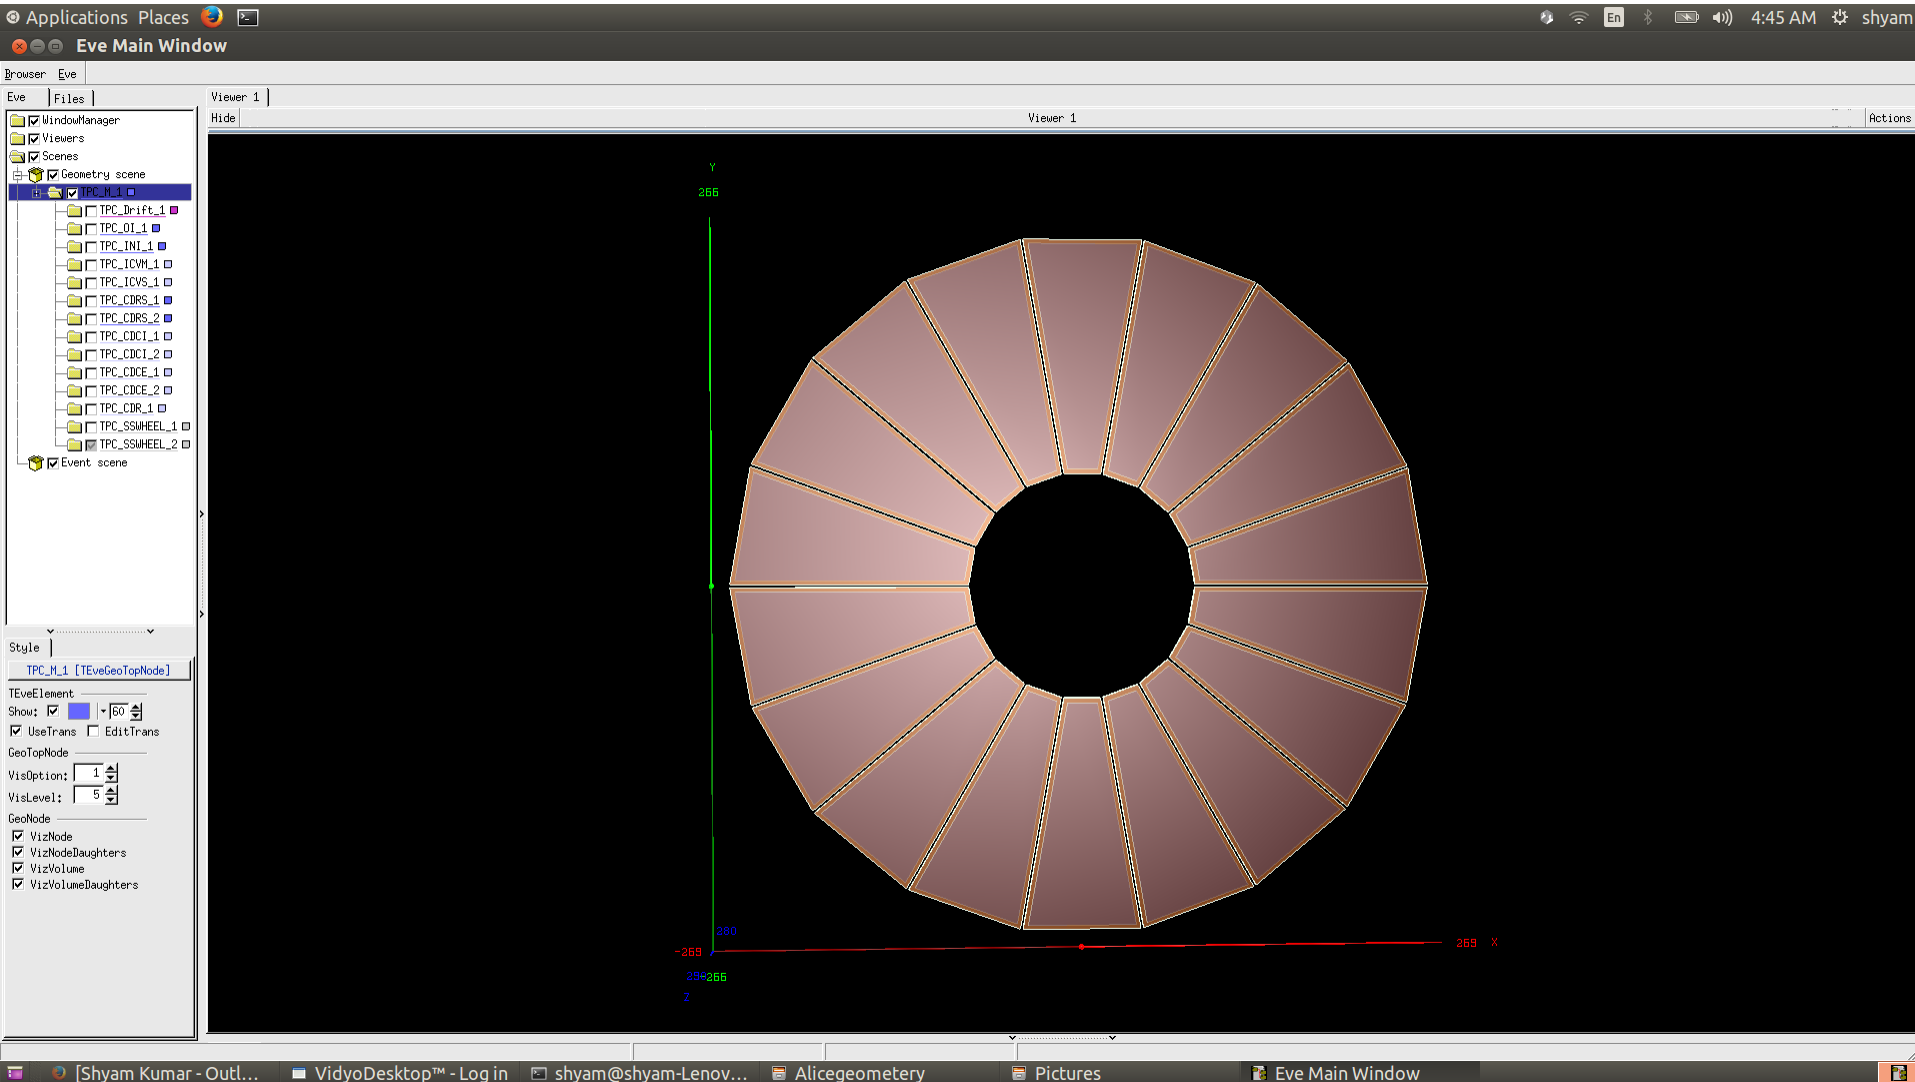 Applications Places En 4:45 AM shyam
Eve Main Window
Browser Eve
Eve Files Viewer 1
Hide Viewer 1 Actions
WindowManager
Viewers
Scenes
Geometry scene
TPC_M_1
TPC_Drift_1
TPC_OI_1
TPC_INI_1
TPC_ICVM_1
TPC_ICVS_1
TPC_CDRS_1
TPC_CDRS_2
TPC_CDCI_1
TPC_CDCI_2
TPC_CDCE_1
TPC_CDCE_2
TPC_CDR_1
TPC_SSWHEEL_1
TPC_SSWHEEL_2
Event scene
Style
TPC_M_1 [TEveGeoTopNode]
TEveElement
Show: 60
UseTrans EditTrans
GeoTopNode
VisOption: 1
VisLevel: 5
GeoNode
VizNode
VizNodeDaughters
VizVolume
VizVolumeDaughters
Y
266
280
-269 269 X
-266
Z
[Shyam Kumar - Outl... VidyoDesktop™ - Log in shyam@shyam-Lenov... Alicegeometery Pictures Eve Main Window